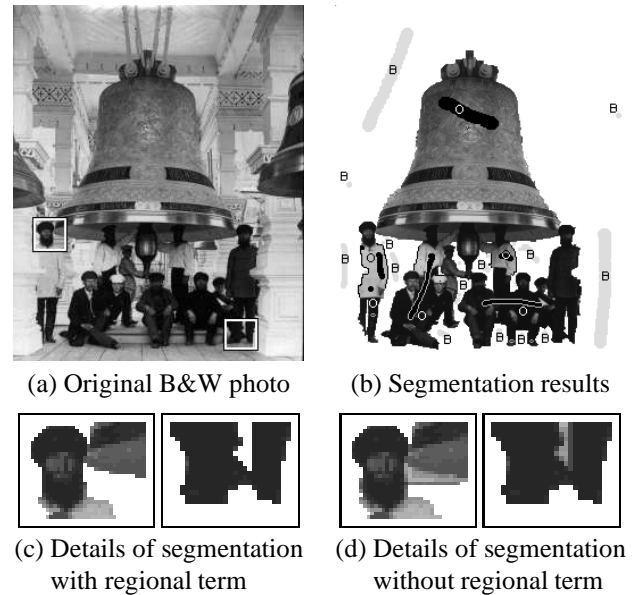 B
O
B
B
B
B
O
O
B
B
B
B
B
O
O
O
B
B
B
B
B
(a) Original B&W photo
(b) Segmentation results
(c) Details of segmentation
with regional term
(d) Details of segmentation
without regional term